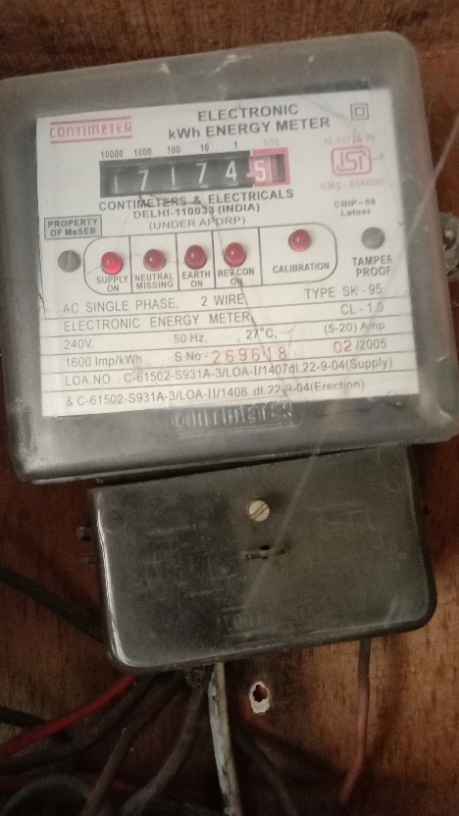 CONTIMETER
ELECTRONIC
kWh ENERGY METER
10000 1000 100 10 1 1/10
1 7 1 7 4 5
CONTIMETERS & ELECTRICALS
DELHI-110033 (INDIA)
(UNDER APDRP)
ISI
CBIP-88
Latest
PROPERTY
OF MeSEB
SUPPLY
ON
NEUTRAL
MISSING
EARTH
ON
REVCON
ON
CALIBRATION
TAMPER
PROOF
AC SINGLE PHASE, 2 WIRE TYPE SK - 95
ELECTRONIC ENERGY METER CL - 1.0
240V, 50 Hz, 27°C, (5-20) Amp
1600 Imp/kWh S.No - 269618 02/2005
LOA NO : C-61502-S931A-3/LOA-I/1407dt.22-9-04(Supply)
& C-61502-S931A-3/LOA-II/1408 dt.22-9-04(Erection)